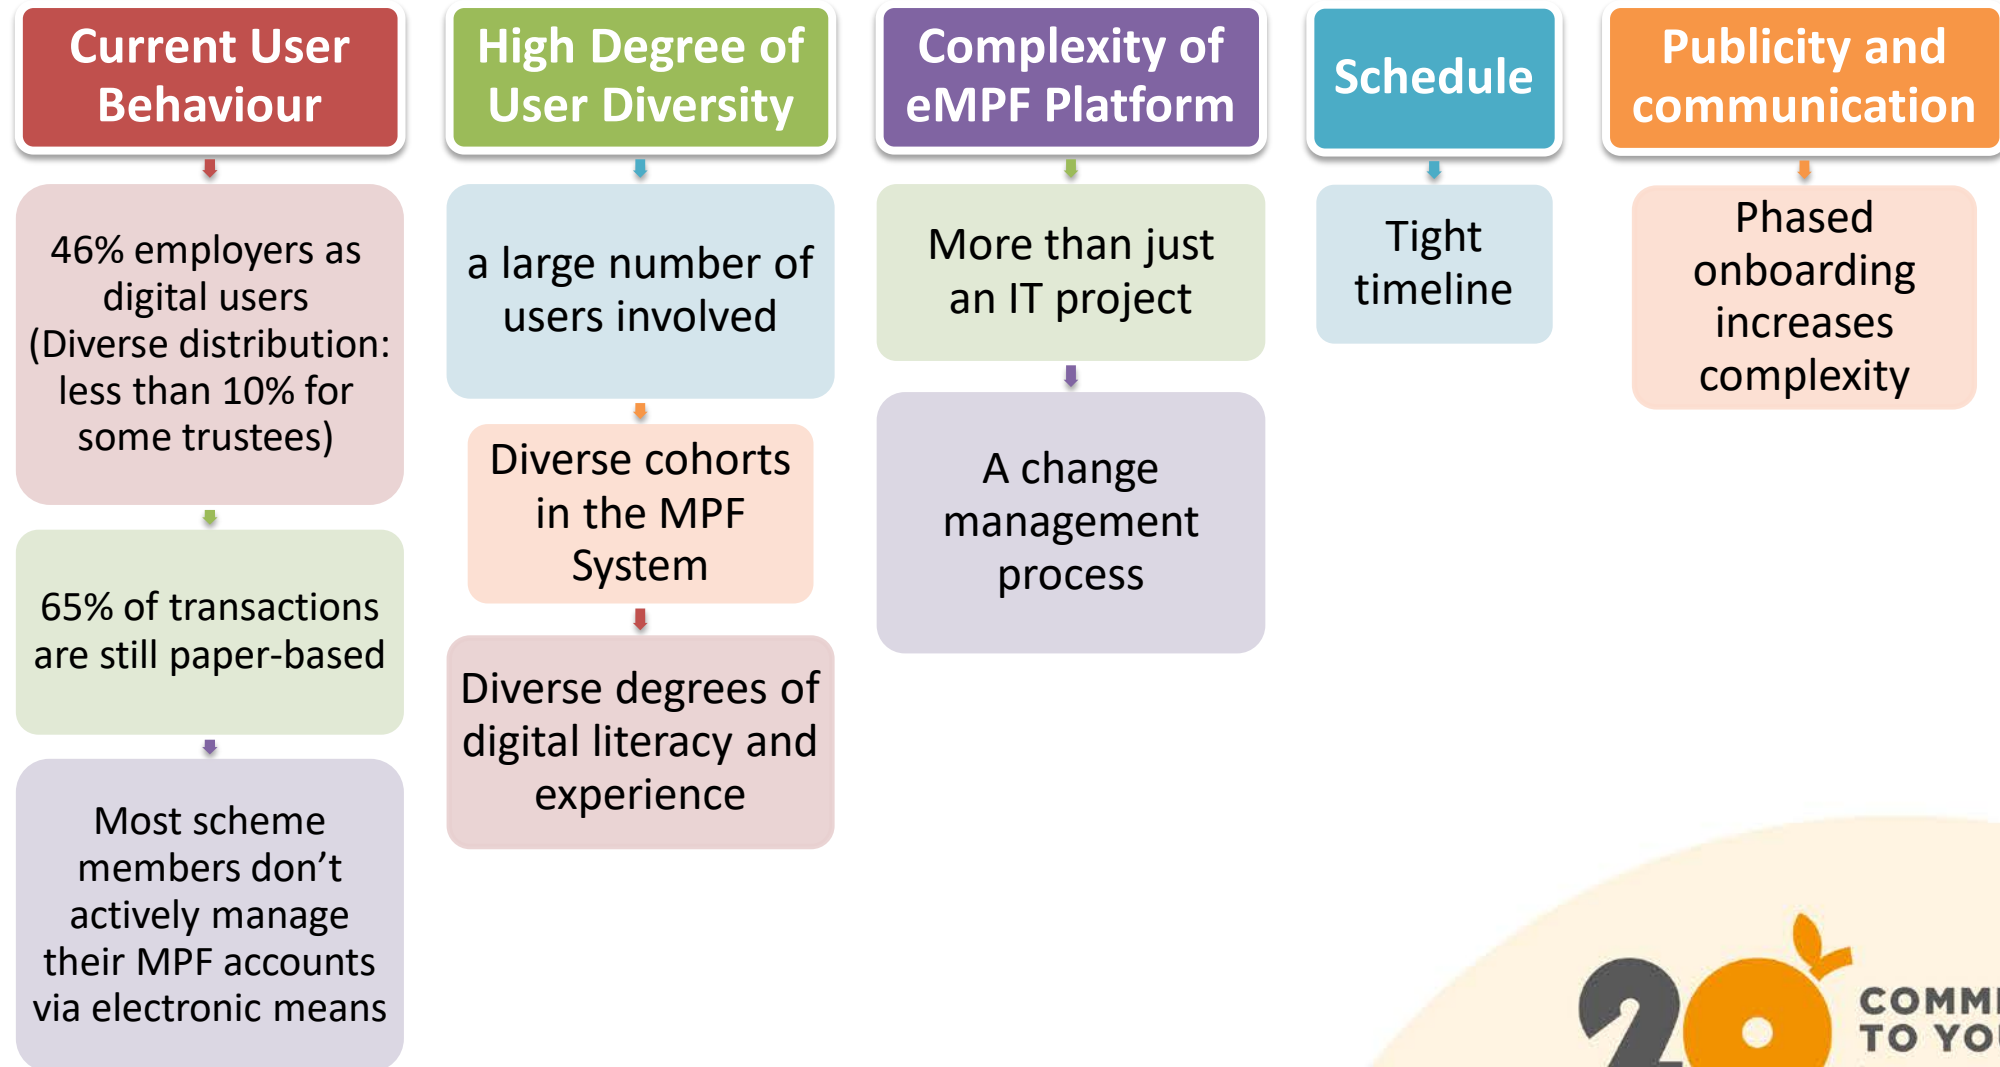 Current User
Behaviour
46% employers as
digital users
(Diverse distribution:
less than 10% for
some trustees)
65% of transactions
are still paper-based
Most scheme
members don’t
actively manage
their MPF accounts
via electronic means
High Degree of
User Diversity
a large number of
users involved
Diverse cohorts
in the MPF
System
Diverse degrees of
digital literacy and
experience
Complexity of
eMPF Platform
More than just
an IT project
A change
management
process
Schedule
Tight
timeline
Publicity and
communication
Phased
onboarding
increases
complexity
20
TO